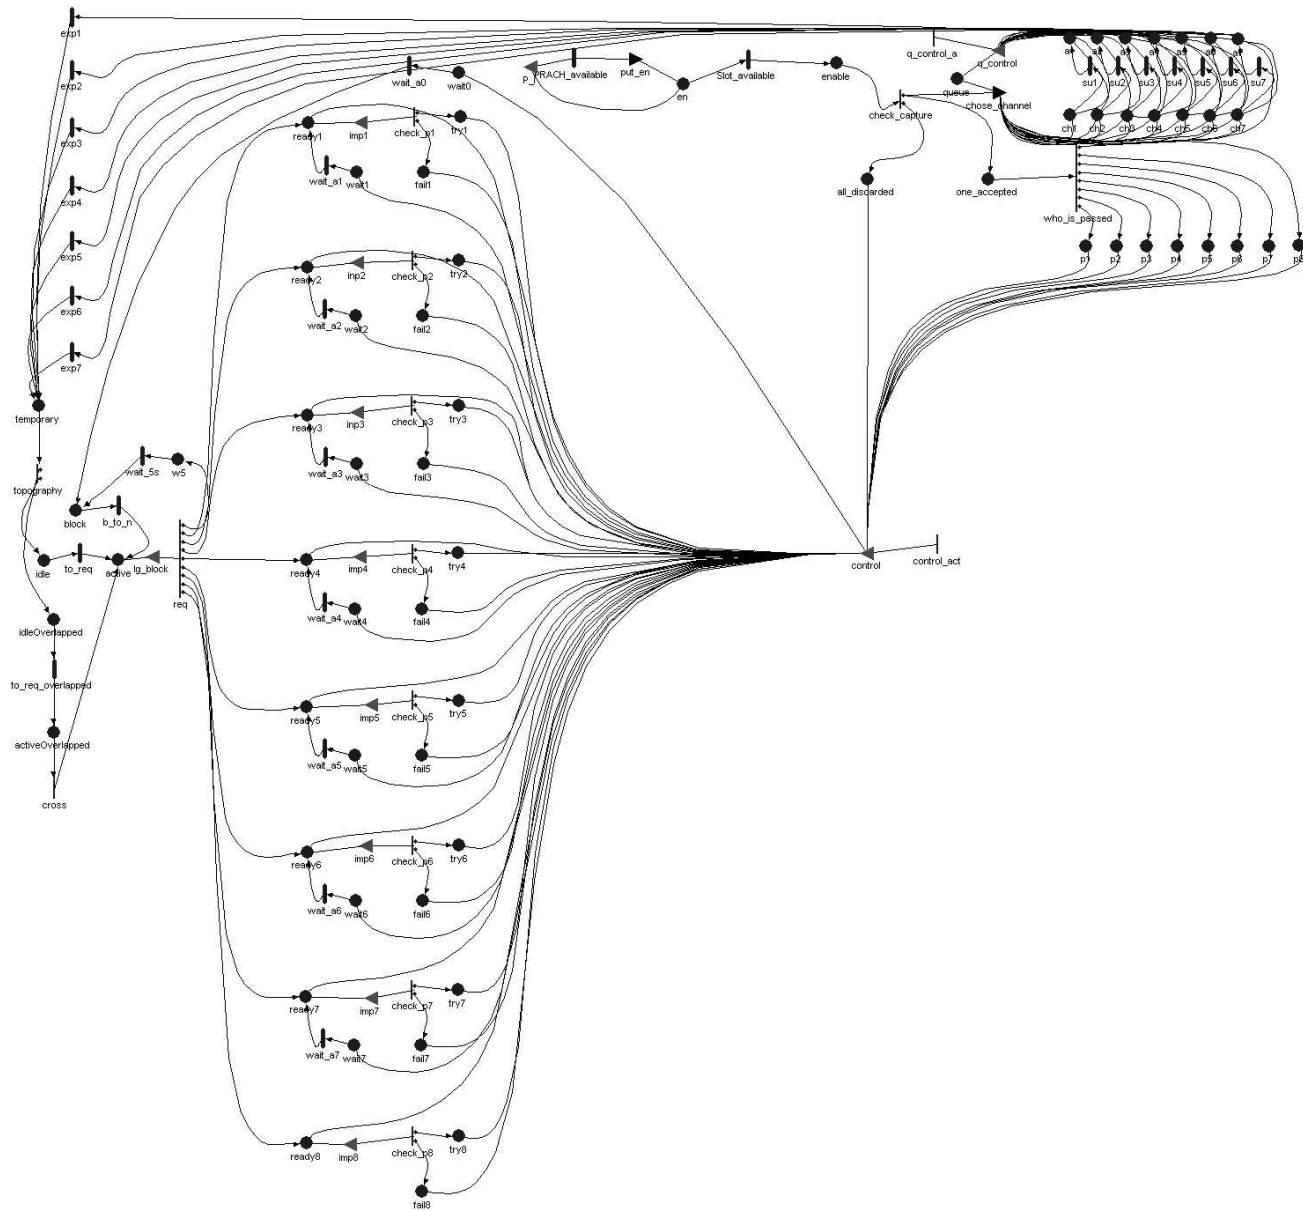 exp1
q_control_a
q_control
a
a
a
a
a
a
a
exp2
wait_a0
wait0
PRACH_available
put_en
en
Slot_available
enable
su1
su2
su3
su4
su5
su6
su7
queue
chose_channel
check_capture
exp3
ready1
imp1
check_p1
try1
ch1
ch2
ch3
ch4
ch5
ch6
ch7
exp4
wait_a1
wait1
fail1
all_discarded
one_accepted
who_is_passed
exp5
ready2
inp2
check_p2
try2
p1
p2
p3
p4
p5
p6
p7
p8
exp6
wait_a2
wait2
fail2
exp7
temporary
ready3
inp3
check_p3
try3
wait_5s
w5
wait_a3
wait3
fail3
topography
block
b_to_n
idle
to_req
active
lg_block
req
ready4
imp4
check_p4
try4
control
control_act
wait_a4
wait4
fail4
idleOverlapped
to_req_overlapped
ready5
imp5
check_p5
try5
activeOverlapped
wait_a5
wait5
fail5
cross
ready6
imp6
check_p6
try6
wait_a6
wait6
fail6
ready7
imp7
check_p7
try7
wait_a7
wait7
fail7
ready8
imp8
check_p8
try8
fail8